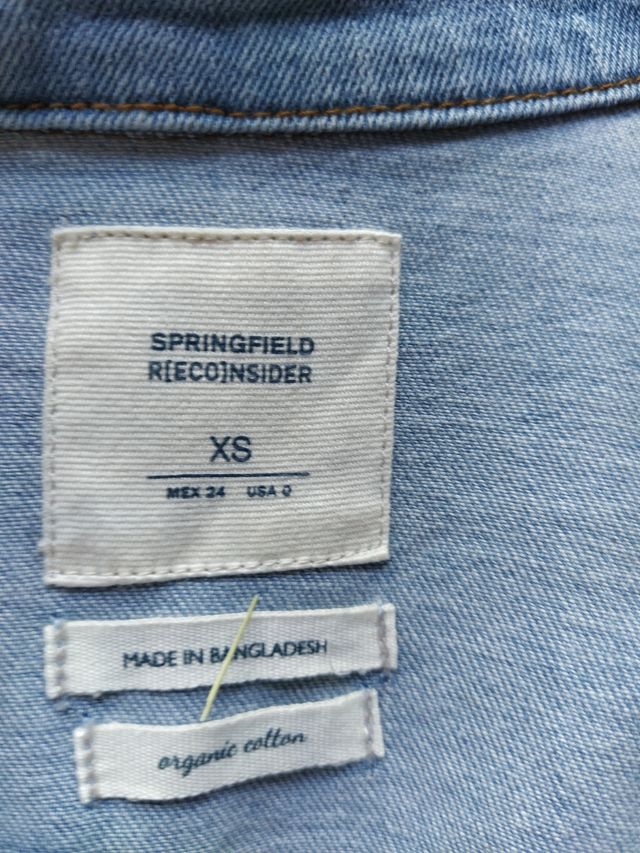 SPRINGFIELD
R[ECO]NSIDER
XS
MEX 24 USA 0
MADE IN BANGLADESH
organic cotton